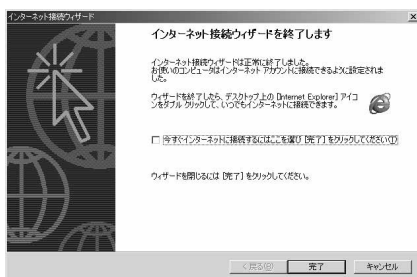 インターネット接続ウィザード
インターネット接続ウィザードを終了します
インターネット接続ウィザードは正常に終了しました。
お使いのコンピュータはインターネット アカウントに接続できるように設定されま
した。
ウィザードを終了したら、デスクトップ上の [Internet Explorer] アイコ
ンをダブル クリックして、いつでもインターネットに接続できます。
今すぐインターネットに接続するにはここを選び [完了] をクリックしてください(I)
ウィザードを閉じるには [完了] をクリックしてください。
< 戻る(B)
完了
キャンセル